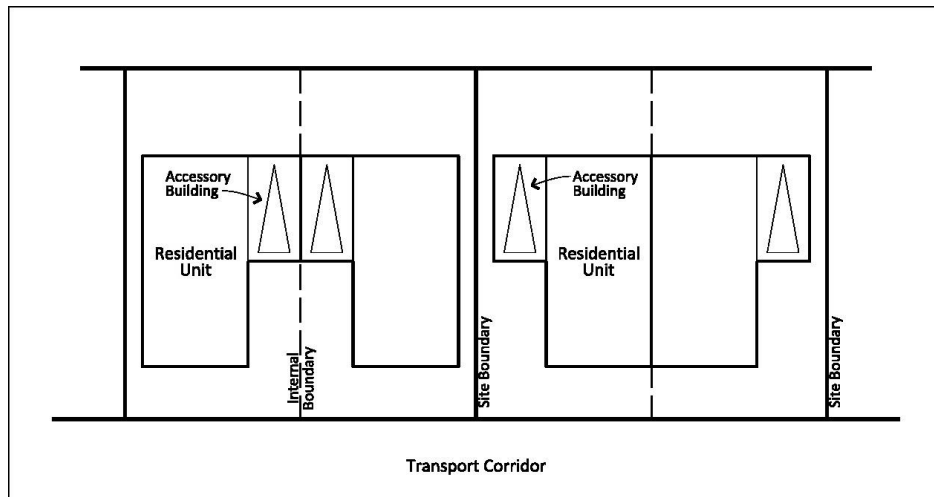 Accessory
Building
Residential
Unit
Internal
Boundary
Site Boundary
Accessory
Building
Residential
Unit
Site Boundary
Transport Corridor